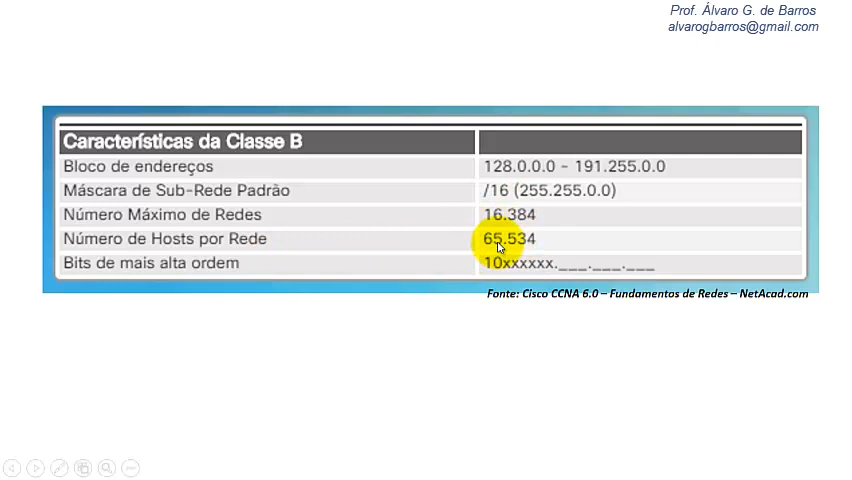 Prof. Álvaro G. de Barros
alvarogbarros@gmail.com
Características da Classe B
Bloco de endereços 128.0.0.0 - 191.255.0.0
Máscara de Sub-Rede Padrão /16 (255.255.0.0)
Número Máximo de Redes 16.384
Número de Hosts por Rede 65.534
Bits de mais alta ordem 10xxxxxx.___.___.___
Fonte: Cisco CCNA 6.0 – Fundamentos de Redes – NetAcad.com